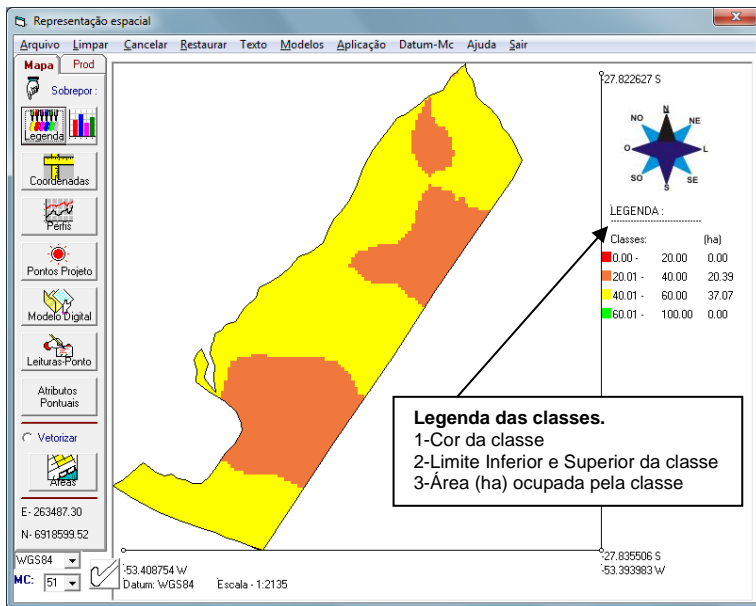 Representação espacial
Arquivo Limpar Cancelar Restaurar Texto Modelos Aplicação Datum-Mc Ajuda Sair
Mapa Prod
Sobrepor :
Legenda
Coordenadas
Perfis
Pontos Projeto
Modelo Digital
Leituras-Ponto
Atributos
Pontuais
Vetorizar
Áreas
E- 263487.30
N- 6918599.52
WGS84
MC: 51
-27.822627 S
N
NO NE
O L
SO SE
S
LEGENDA :
Classes: (ha)
0.00 - 20.00 0.00
20.01 - 40.00 20.39
40.01 - 60.00 37.07
60.01 - 100.00 0.00
Legenda das classes.
1-Cor da classe
2-Limite Inferior e Superior da classe
3-Área (ha) ocupada pela classe
-27.835506 S
-53.408754 W
-53.393983 W
Datum: WGS84 Escala - 1:2135